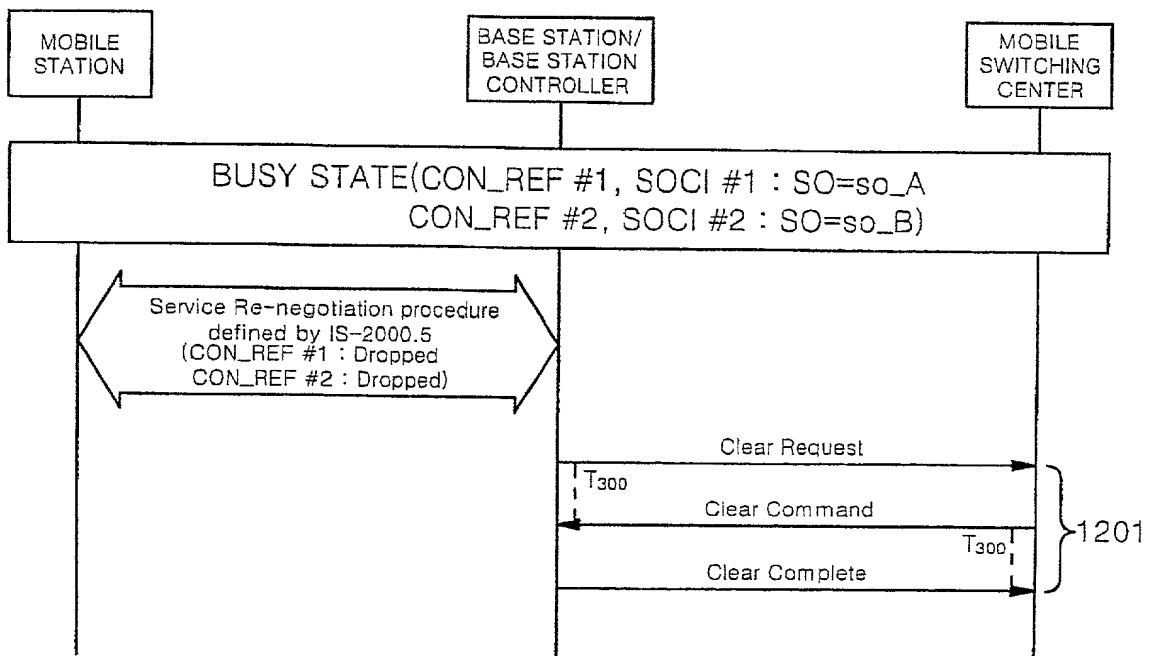 MOBILE
STATION
BASE STATION/
BASE STATION
CONTROLLER
MOBILE
SWITCHING
CENTER
BUSY STATE(CON_REF #1, SOCI #1 : SO=so_A
CON_REF #2, SOCI #2 : SO=so_B)
Service Re-negotiation procedure
defined by IS-2000.5
(CON_REF #1 : Dropped
CON_REF #2 : Dropped)
Clear Request
T300
Clear Command
T300
1201
Clear Complete